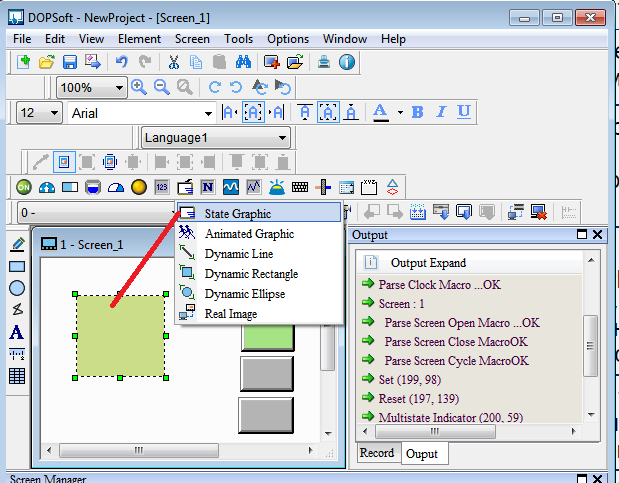 DOPSoft - NewProject - [Screen_1]
File Edit View Element Screen Tools Options Window Help
100%
12 Arial A B I U
Language1
ON 123 N XYZ
0 -
State Graphic
Animated Graphic
Dynamic Line
Dynamic Rectangle
Dynamic Ellipse
Real Image
1 - Screen_1
A
Output
Output Expand
Parse Clock Macro ...OK
Screen : 1
Parse Screen Open Macro ...OK
Parse Screen Close MacroOK
Parse Screen Cycle MacroOK
Set (199, 98)
Reset (197, 139)
Multistate Indicator (200, 59)
Record Ouput
Screen Manager